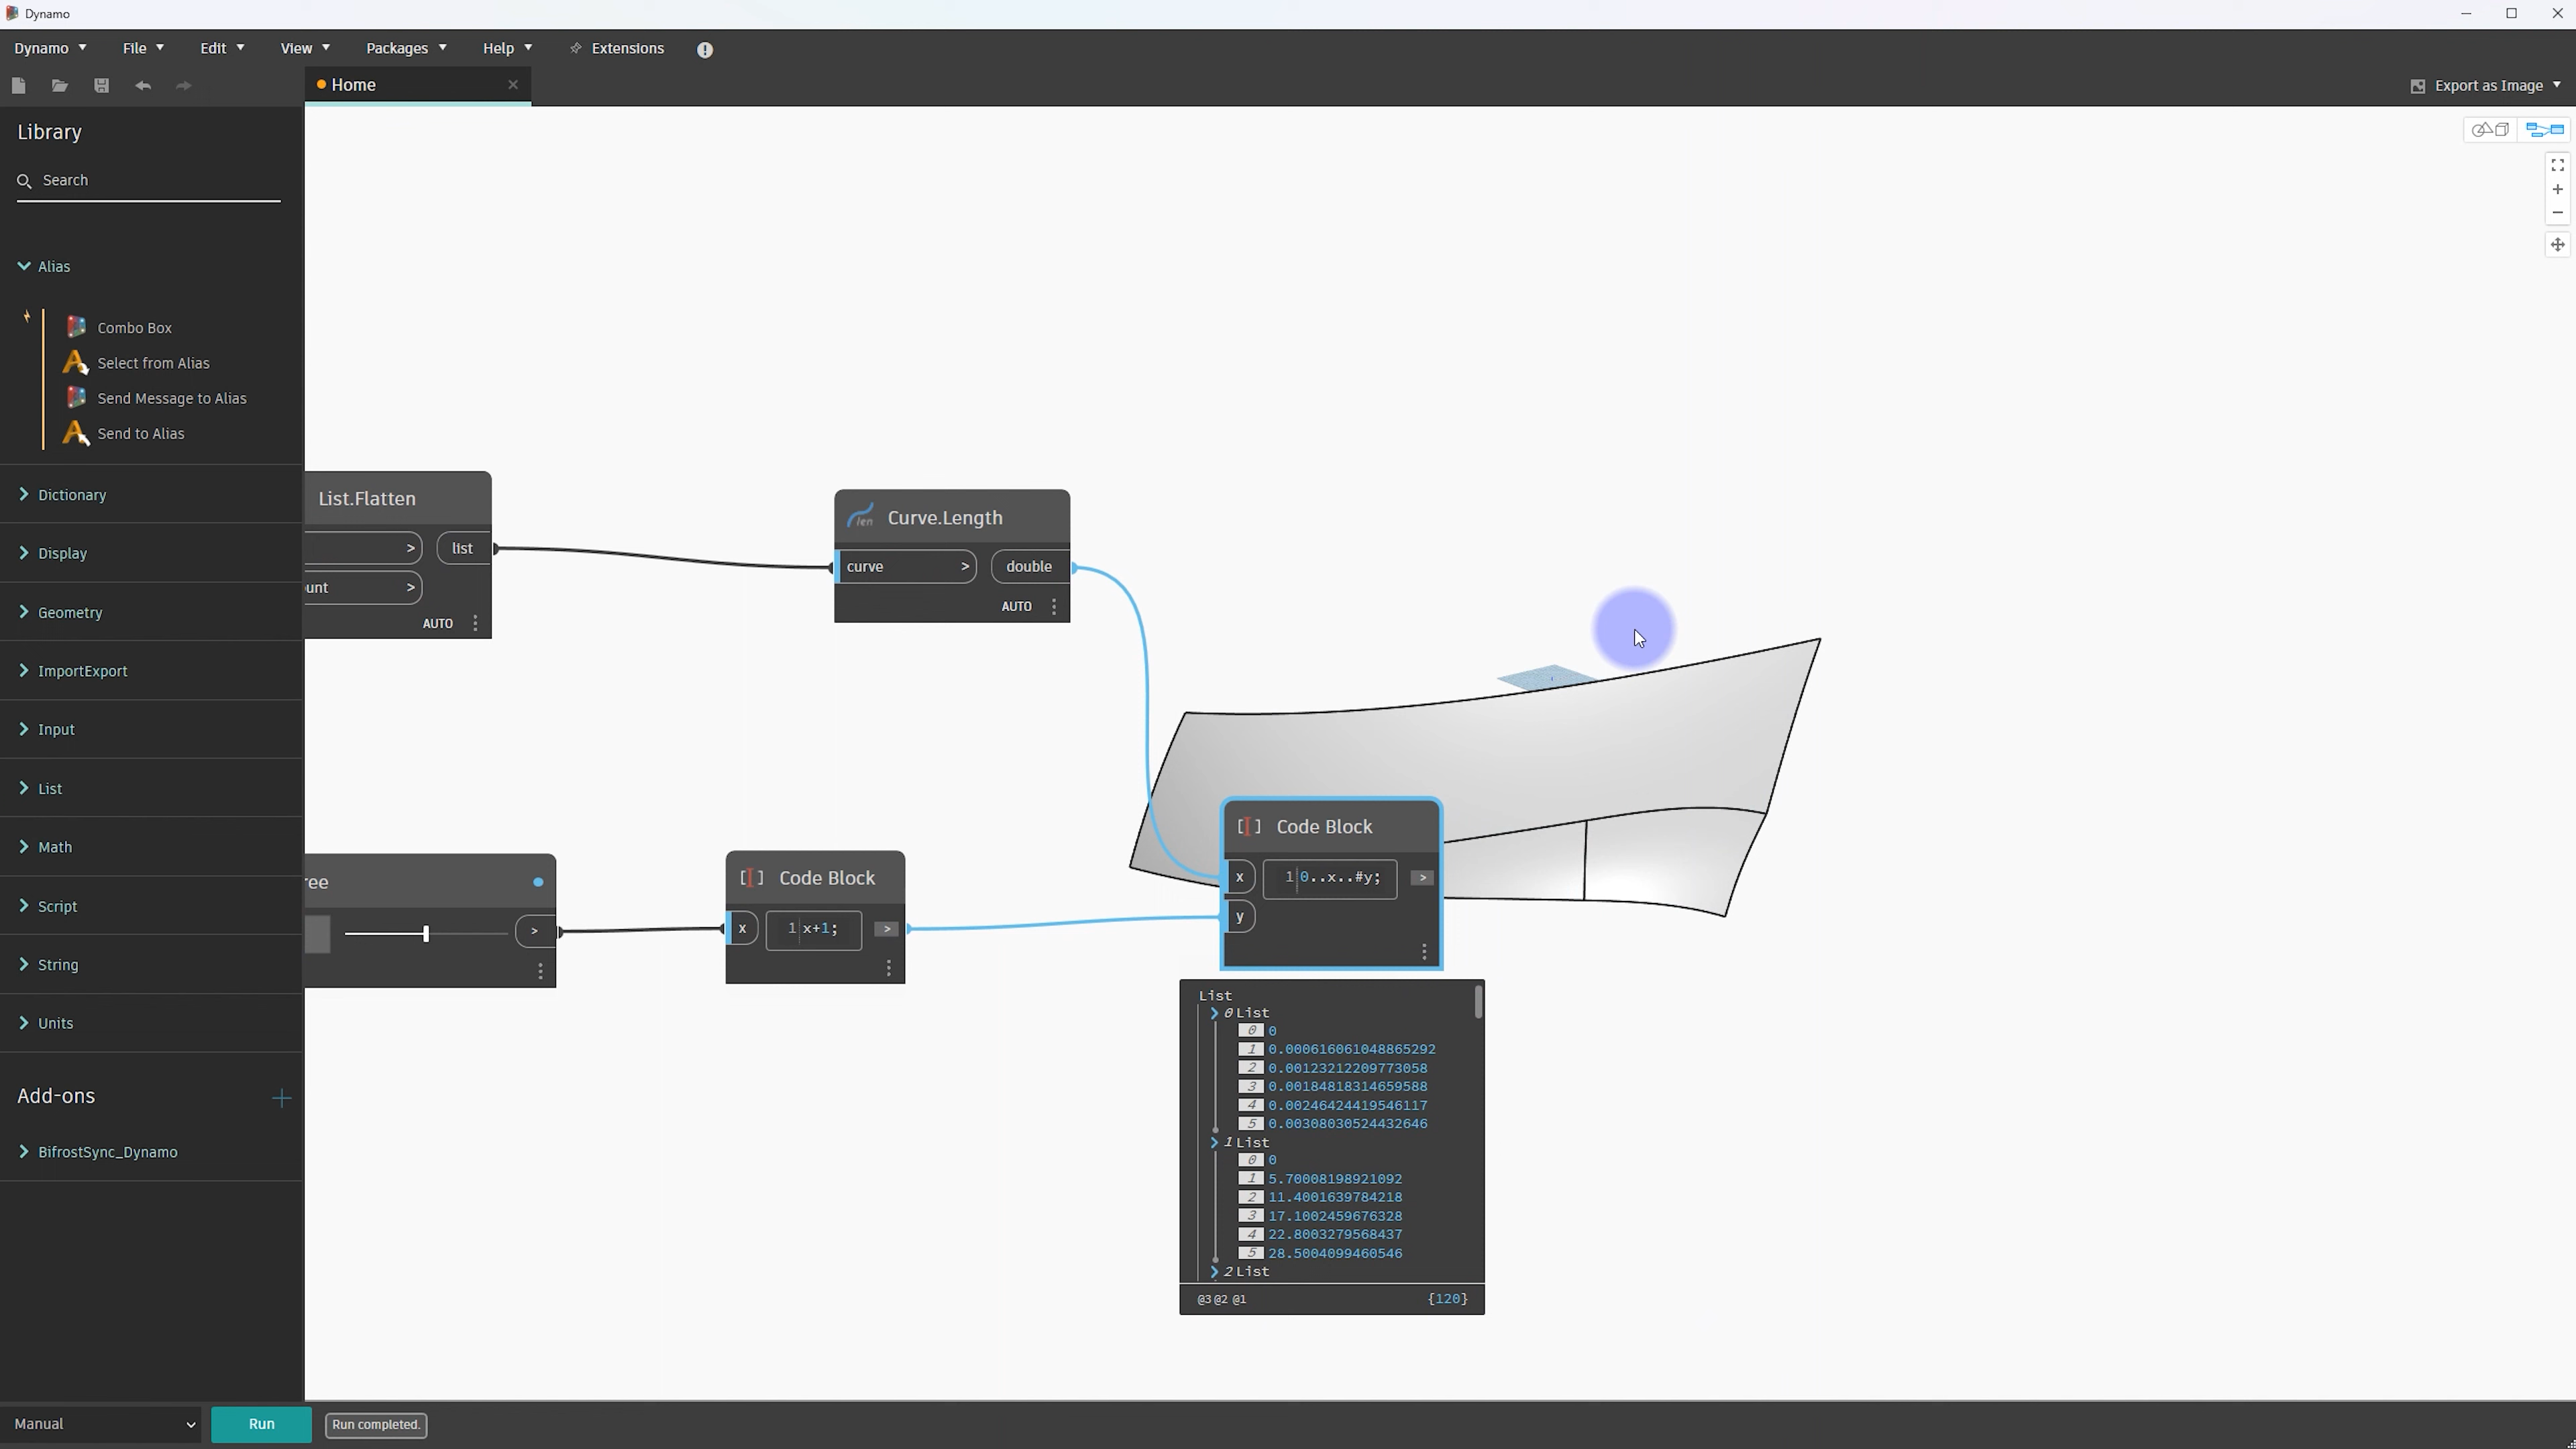 Dynamo
Dynamo File Edit View Packages Help Extensions
Home
Export as Image
Library
Search
Alias
Combo Box
Select from Alias
Send Message to Alias
Send to Alias
Dictionary
Display
Geometry
ImportExport
Input
List
Math
Script
String
Units
Add-ons
BifrostSync_Dynamo
List.Flatten
> list
unt >
AUTO
len Curve.Length
curve > double
AUTO
ree
>
[I] Code Block
x 1 x+1; >
[I] Code Block
x 1 0..x..#y; >
y
List
0 List
0 0
1 0.000616061048865292
2 0.00123212209773058
3 0.00184818314659588
4 0.00246424419546117
5 0.00308030524432646
1 List
0 0
1 5.70008198921092
2 11.4001639784218
3 17.1002459676328
4 22.8003279568437
5 28.5004099460546
2 List
@3 @2 @1 {120}
Manual Run Run completed.